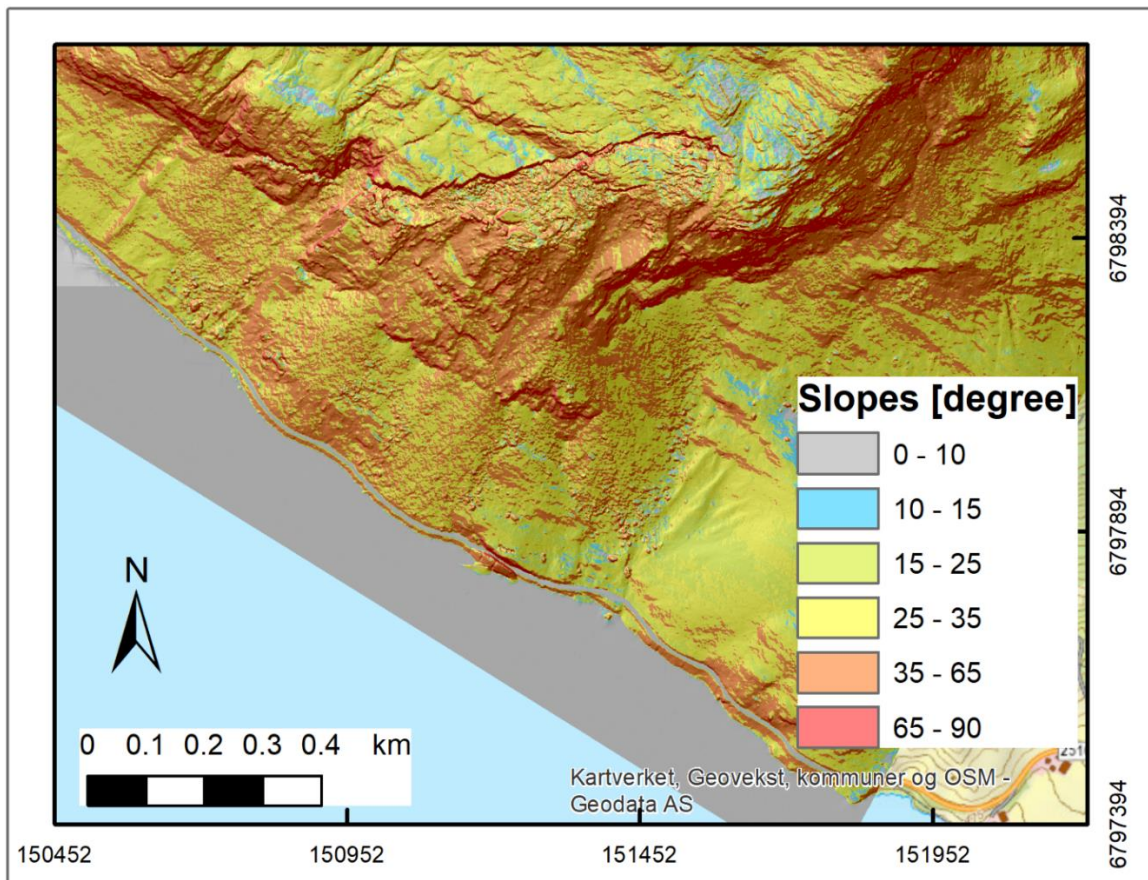 6798394
Slopes [degree]
0 - 10
10 - 15
15 - 25
25 - 35
35 - 65
65 - 90
6797894
N
0 0.1 0.2 0.3 0.4 km
Kartverket, Geovekst, kommuner og OSM -
Geodata AS
6797394
150452 150952 151452 151952